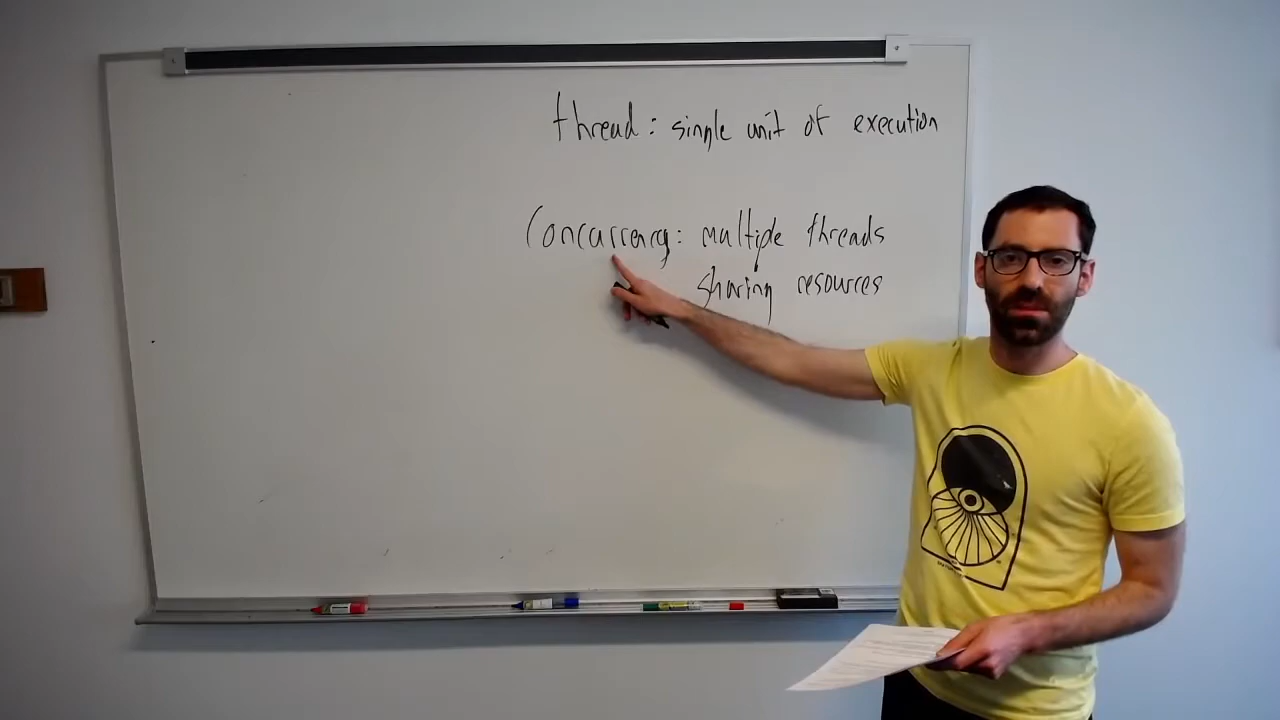 thread: single unit of execution
Concurrency: multiple threads
sharing resources